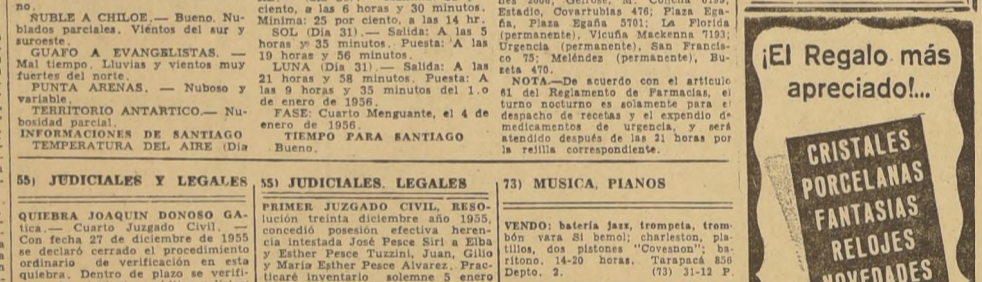 no.
ÑUBLE A CHILOE.— Bueno. Nu-
blados parciales. Vientos del sur y
suroeste.
GUAFO A EVANGELISTAS. —
Mal tiempo. Lluvias y vientos muy
fuertes del norte.
PUNTA ARENAS. — Nuboso y
variable.
TERRITORIO ANTARTICO.— Nu-
bosidad parcial.
INFORMACIONES DE SANTIAGO
TEMPERATURA DEL AIRE (Día
ciento, a las 6 horas y 30 minutos.
Mínima: 25 por ciento, a las 14 hr.
SOL (Día 31).— Salida: A las 5
horas y 35 minutos. Puesta: A las
19 horas y 56 minutos.
LUNA (Día 31).— Salida: A las
21 horas y 58 minutos. Puesta: A
las 9 horas y 35 minutos del 1.o
de enero de 1956.
FASE: Cuarto Menguante, el 4 de
enero de 1956.
TIEMPO PARA SANTIAGO
Bueno.
Estadio, Covarrubias 476; Plaza Ega-
ña, Plaza Egaña 5701; La Florida
(permanente), Vicuña Mackenna 7193;
Urgencia (permanente), San Francis-
co 75; Meléndez (permanente), Bu-
zeta 470.
NOTA.—De acuerdo con el artículo
61 del Reglamento de Farmacias, el
turno nocturno es solamente para el
despacho de recetas y el expendio de
medicamentos de urgencia, y será
atendido después de las 21 horas por
la rejilla correspondiente.
55) JUDICIALES Y LEGALES
QUIEBRA JOAQUIN DONOSO GA-
tica.— Cuarto Juzgado Civil. —
Con fecha 27 de diciembre de 1955
se declaró cerrado el procedimiento
ordinario de verificación en esta
quiebra. Dentro de plazo se verifi-
55) JUDICIALES, LEGALES
PRIMER JUZGADO CIVIL, RESO-
lución treinta diciembre año 1955,
concedió posesión efectiva heren-
cia intestada José Pesce Siri a Elba
y Esther Pesce Tuzzini, Juan, Gilio
y María Esther Pesce Alvarez. Prac-
ticaré inventario solemne 5 enero
73) MUSICA, PIANOS
VENDO: batería jazz, trompeta, trom-
bón vara Si bemol; charleston, pla-
tillos, dos pistones "Covesnon"; ba-
rítono. 14-20 horas. Tarapacá 856
Depto. 2. (73) 31-12 P.
¡El Regalo más
apreciado!...
CRISTALES
PORCELANAS
FANTASIAS
RELOJES
NOVEDADES